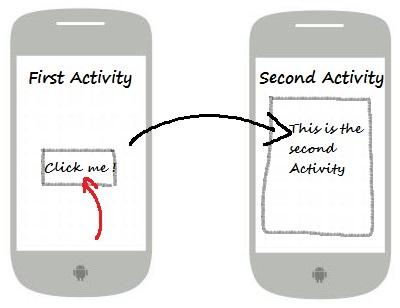 First Activity
Click me !
Second Activity
This is the
second
Activity